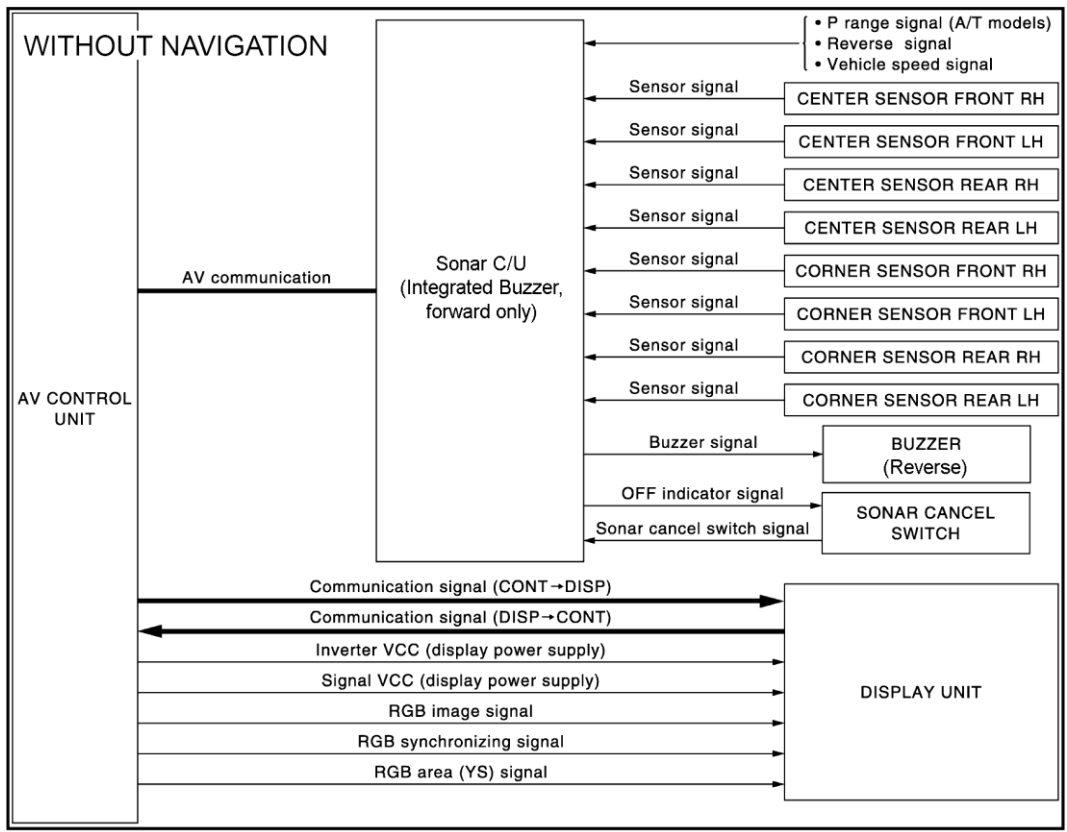 WITHOUT NAVIGATION
• P range signal (A/T models)
• Reverse signal
• Vehicle speed signal
Sensor signal
CENTER SENSOR FRONT RH
Sensor signal
CENTER SENSOR FRONT LH
Sensor signal
CENTER SENSOR REAR RH
Sensor signal
CENTER SENSOR REAR LH
Sensor signal
CORNER SENSOR FRONT RH
Sensor signal
CORNER SENSOR FRONT LH
Sensor signal
CORNER SENSOR REAR RH
Sensor signal
CORNER SENSOR REAR LH
AV communication
Sonar C/U
(Integrated Buzzer,
forward only)
AV CONTROL
UNIT
Buzzer signal
BUZZER
(Reverse)
OFF indicator signal
Sonar cancel switch signal
SONAR CANCEL
SWITCH
Communication signal (CONT→DISP)
Communication signal (DISP→CONT)
Inverter VCC (display power supply)
Signal VCC (display power supply)
RGB image signal
RGB synchronizing signal
RGB area (YS) signal
DISPLAY UNIT